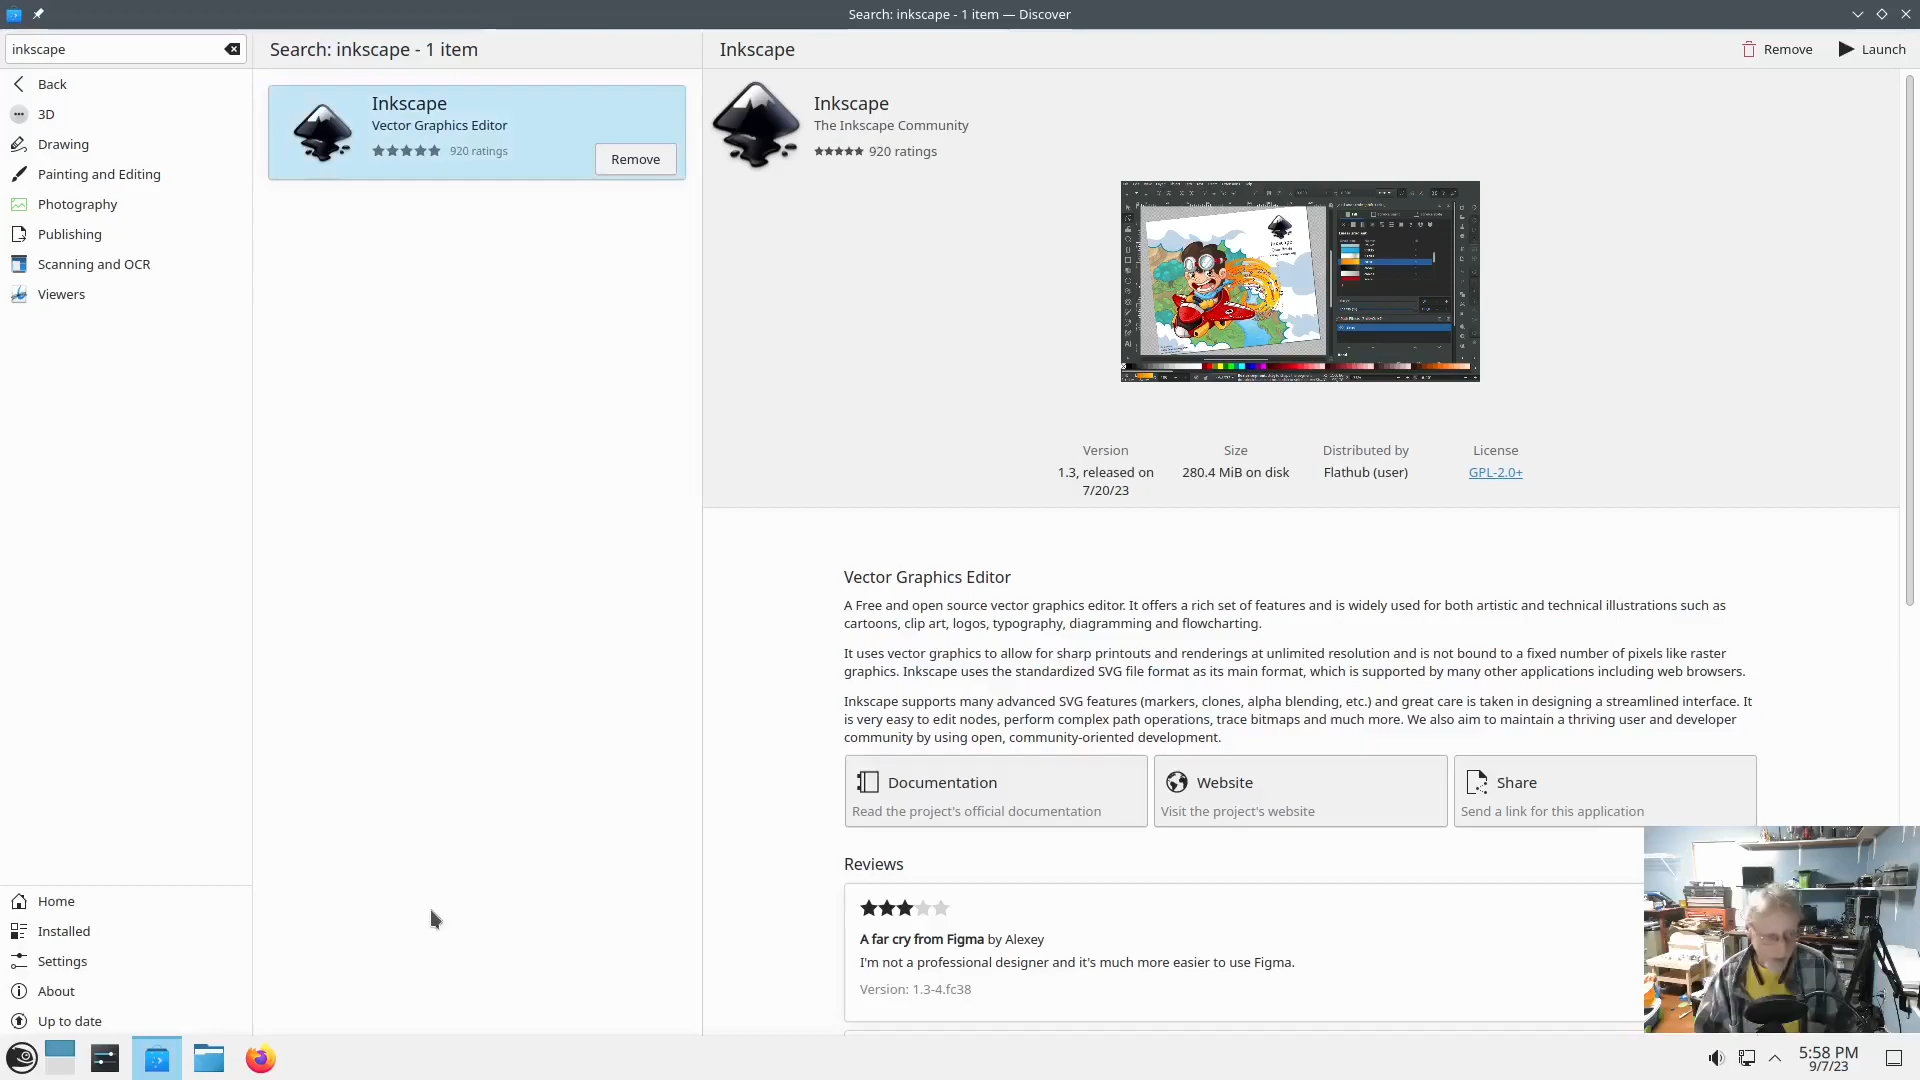 Search: inkscape - 1 item — Discover
inkscape
Search: inkscape - 1 item
Inkscape
Remove
Launch
Back
3D
Drawing
Painting and Editing
Photography
Publishing
Scanning and OCR
Viewers
Inkscape
Vector Graphics Editor
920 ratings
Remove
Inkscape
The Inkscape Community
920 ratings
Version
1.3, released on
7/20/23
Size
280.4 MiB on disk
Distributed by
Flathub (user)
License
GPL-2.0+
Vector Graphics Editor
A Free and open source vector graphics editor. It offers a rich set of features and is widely used for both artistic and technical illustrations such as
cartoons, clip art, logos, typography, diagramming and flowcharting.
It uses vector graphics to allow for sharp printouts and renderings at unlimited resolution and is not bound to a fixed number of pixels like raster
graphics. Inkscape uses the standardized SVG file format as its main format, which is supported by many other applications including web browsers.
Inkscape supports many advanced SVG features (markers, clones, alpha blending, etc.) and great care is taken in designing a streamlined interface. It
is very easy to edit nodes, perform complex path operations, trace bitmaps and much more. We also aim to maintain a thriving user and developer
community by using open, community-oriented development.
Documentation
Read the project's official documentation
Website
Visit the project's website
Share
Send a link for this application
Reviews
A far cry from Figma by Alexey
I'm not a professional designer and it's much more easier to use Figma.
Version: 1.3-4.fc38
Home
Installed
Settings
About
Up to date
5:58 PM
9/7/23